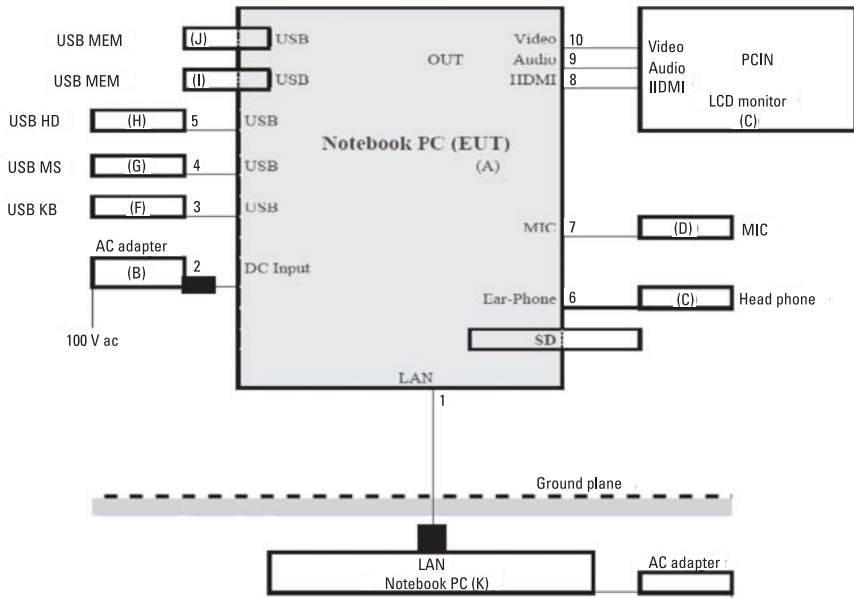 USB MEM (J) USB
USB MEM (I) USB
USB HD (H) 5 USB
USB MS (G) 4 USB
USB KB (F) 3 USB
AC adapter
(B) 2 DC Input
100 V ac
OUT
Video 10 Video
Audio 9 Audio
HDMI 8 HDMI
PCIN
LCD monitor
(C)
Notebook PC (EUT)
(A)
MIC 7 (D) MIC
Ear-Phone 6 (C) Head phone
SD
LAN
1
Ground plane
LAN
Notebook PC (K)
AC adapter